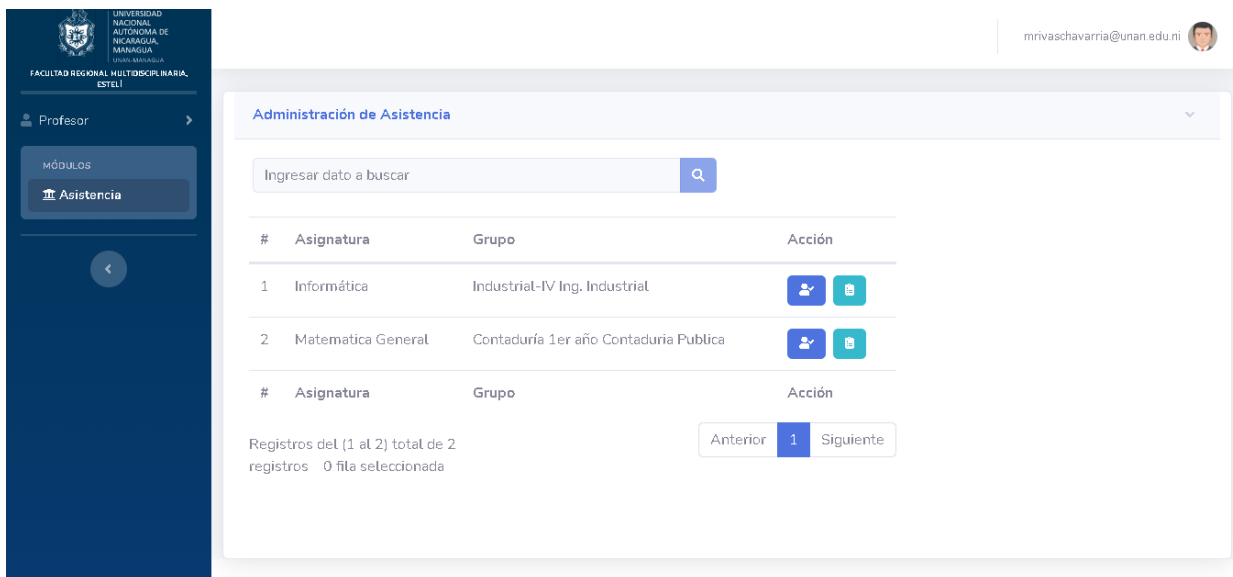 UNIVERSIDAD
NACIONAL
AUTÓNOMA DE
NICARAGUA,
MANAGUA
UNAN-MANAGUA
FACULTAD REGIONAL MULTIDISCIPLINARIA,
ESTELÍ
Profesor
MÓDULOS
Asistencia
mrivaschavarria@unan.edu.ni
Administración de Asistencia
Ingresar dato a buscar
# Asignatura Grupo Acción
1 Informática Industrial-IV Ing. Industrial
2 Matematica General Contaduría 1er año Contaduria Publica
# Asignatura Grupo Acción
Registros del (1 al 2) total de 2
registros 0 fila seleccionada
Anterior 1 Siguiente